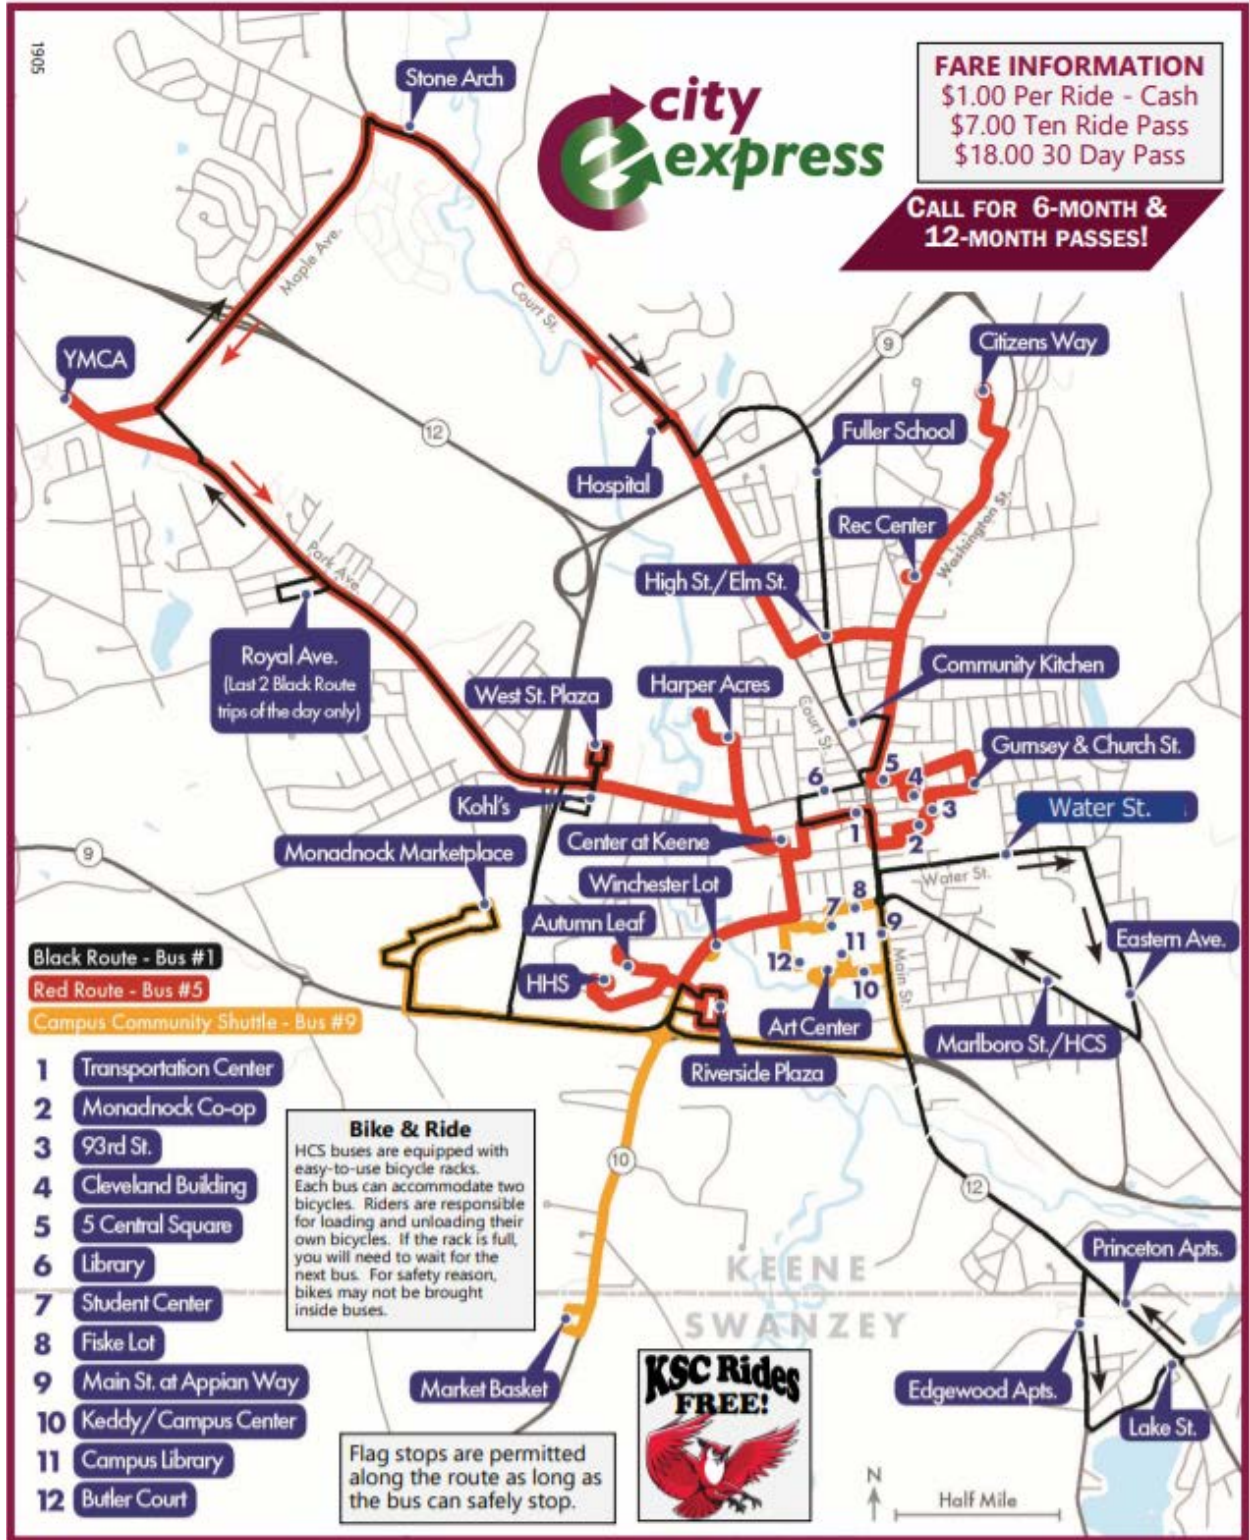 1905
Stone Arch
city
express
FARE INFORMATION
$1.00 Per Ride - Cash
$7.00 Ten Ride Pass
$18.00 30 Day Pass
CALL FOR 6-MONTH &
12-MONTH PASSES!
Maple Ave.
Court St.
YMCA
9
Citizens Way
12
Fuller School
Hospital
Rec Center
Washington St.
Park Ave.
High St./Elm St.
Royal Ave.
(Last 2 Black Route
trips of the day only)
West St. Plaza
Harper Acres
Community Kitchen
Court St.
Gurnsey & Church St.
5
4
6
3
Kohl's
Water St.
1
2
Center at Keene
9
Monadnock Marketplace
Water St.
Winchester Lot
8
7
Autumn Leaf
9
11
Eastern Ave.
12
HHS
10
Main St.
Art Center
Marlboro St./HCS
Riverside Plaza
Black Route - Bus #1
Red Route - Bus #5
Campus Community Shuttle - Bus #9
1 Transportation Center
2 Monadnock Co-op
3 93rd St.
4 Cleveland Building
5 5 Central Square
6 Library
7 Student Center
8 Fiske Lot
9 Main St. at Appian Way
10 Keddy/Campus Center
11 Campus Library
12 Butler Court
Bike & Ride
HCS buses are equipped with
easy-to-use bicycle racks.
Each bus can accommodate two
bicycles. Riders are responsible
for loading and unloading their
own bicycles. If the rack is full,
you will need to wait for the
next bus. For safety reason,
bikes may not be brought
inside buses.
10
12
Princeton Apts.
KEENE
SWANZEY
Market Basket
KSC Rides
FREE!
Edgewood Apts.
Lake St.
Flag stops are permitted
along the route as long as
the bus can safely stop.
N
Half Mile